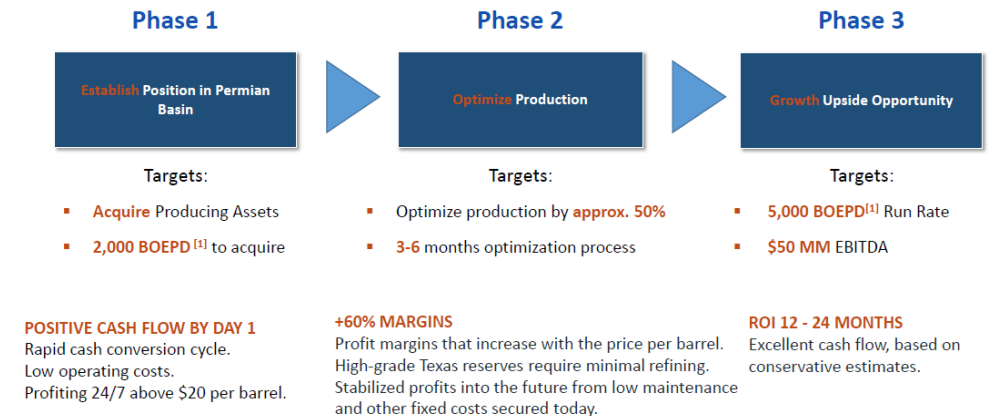 Phase 1
Establish Position in Permian
Basin
Targets:
▪ Acquire Producing Assets
▪ 2,000 BOEPD [1] to acquire
POSITIVE CASH FLOW BY DAY 1
Rapid cash conversion cycle.
Low operating costs.
Profiting 24/7 above $20 per barrel.
Phase 2
Optimize Production
Targets:
▪ Optimize production by approx. 50%
▪ 3-6 months optimization process
+60% MARGINS
Profit margins that increase with the price per barrel.
High-grade Texas reserves require minimal refining.
Stabilized profits into the future from low maintenance
and other fixed costs secured today.
Phase 3
Growth Upside Opportunity
Targets:
▪ 5,000 BOEPD[1] Run Rate
▪ $50 MM EBITDA
ROI 12 - 24 MONTHS
Excellent cash flow, based on
conservative estimates.